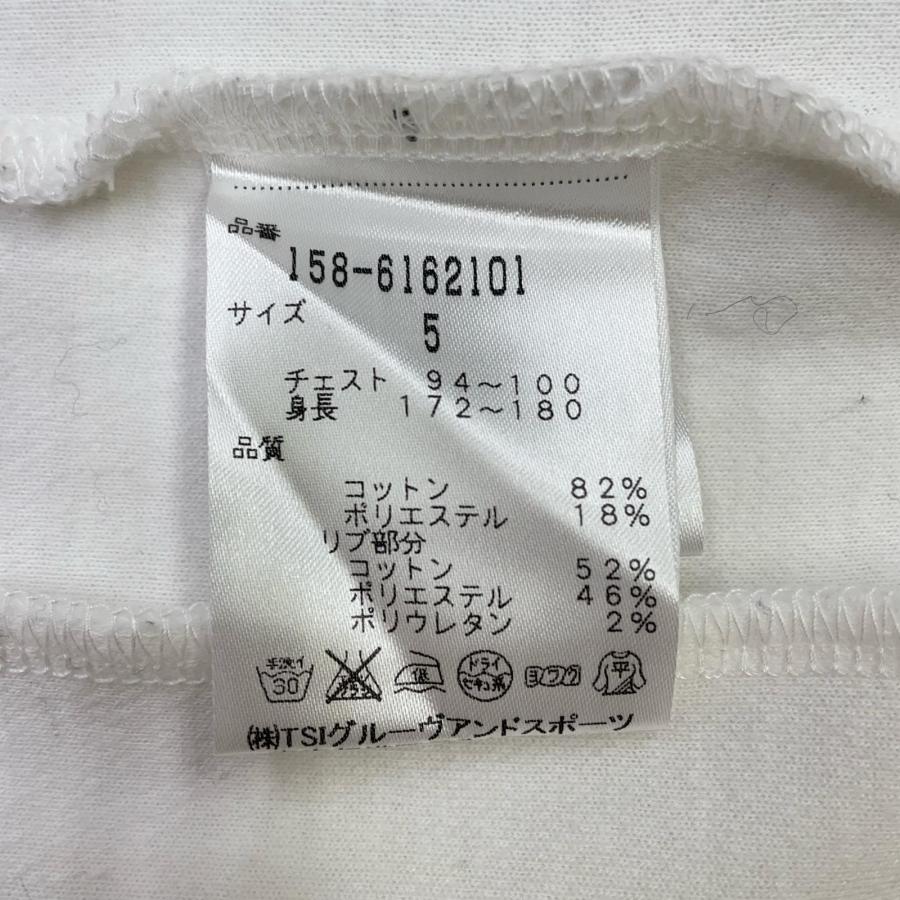 品番
158-6162101
サイズ
5
チェスト 94～100
身長 172～180
品質
コットン 82%
ポリエステル 18%
リブ部分
コットン 52%
ポリエステル 46%
ポリウレタン 2%
手洗イ 30 低 ドライ セキユ系 ヨワク 平
㈱TSIグルーヴアンドスポーツ